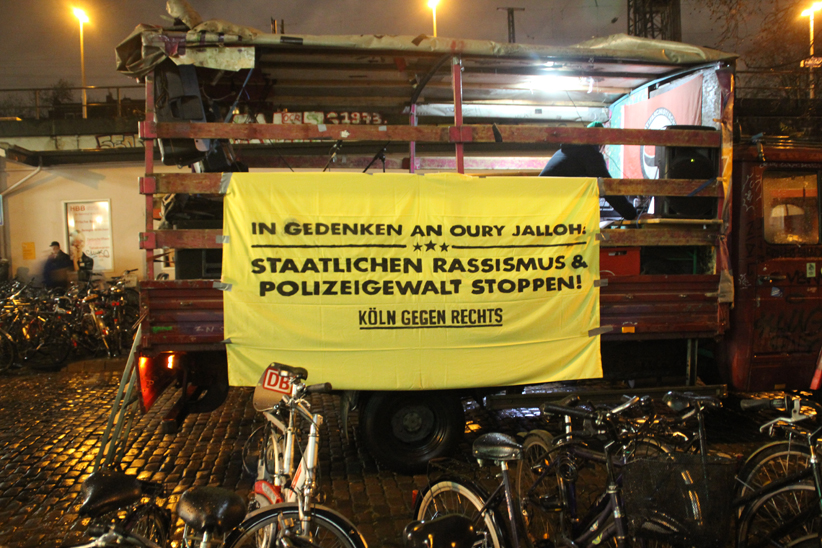 IN GEDENKEN AN OURY JALLOH:
STAATLICHEN RASSISMUS &
POLIZEIGEWALT STOPPEN!
KÖLN GEGEN RECHTS
DB